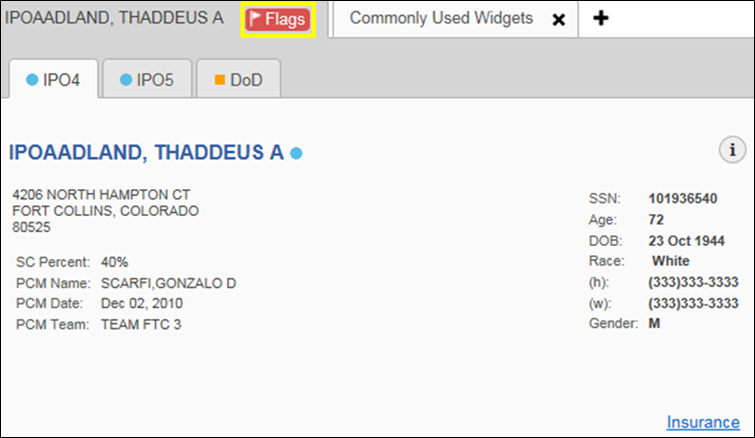 IPOAADLAND, THADDEUS A Flags Commonly Used Widgets
IPO4 IPO5 DoD
IPOAADLAND, THADDEUS A
4206 NORTH HAMPTON CT
FORT COLLINS, COLORADO
80525
SC Percent: 40%
PCM Name: SCARFI,GONZALO D
PCM Date: Dec 02, 2010
PCM Team: TEAM FTC 3
SSN: 101936540
Age: 72
DOB: 23 Oct 1944
Race: White
(h): (333)333-3333
(w): (333)333-3333
Gender: M
Insurance